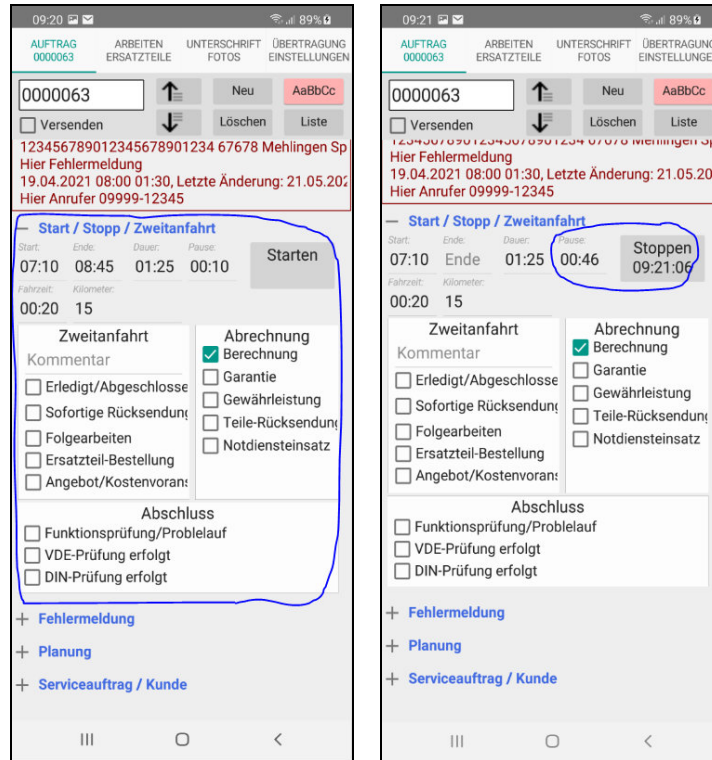 09:20 89%
AUFTRAG 0000063 ARBEITEN ERSATZTEILE UNTERSCHRIFT FOTOS ÜBERTRAGUNG EINSTELLUNGEN
0000063 Neu AaBbCc
Versenden Löschen Liste
123456789012345678901234 67678 Mehlingen Sp
Hier Fehlermeldung
19.04.2021 08:00 01:30, Letzte Änderung: 21.05.202
Hier Anrufer 09999-12345
Start / Stopp / Zweitanfahrt
Start: Ende: Dauer: Pause:
07:10 08:45 01:25 00:10 Starten
Fahrzeit: Kilometer:
00:20 15
Zweitanfahrt
Kommentar
Erledigt/Abgeschlosse
Sofortige Rücksendung
Folgearbeiten
Ersatzteil-Bestellung
Angebot/Kostenvorans
Abrechnung
Berechnung
Garantie
Gewährleistung
Teile-Rücksendung
Notdiensteinsatz
Abschluss
Funktionsprüfung/Problelauf
VDE-Prüfung erfolgt
DIN-Prüfung erfolgt
+ Fehlermeldung
+ Planung
+ Serviceauftrag / Kunde
09:21 89%
AUFTRAG 0000063 ARBEITEN ERSATZTEILE UNTERSCHRIFT FOTOS ÜBERTRAGUNG EINSTELLUNGE
0000063 Neu AaBbCc
Versenden Löschen Liste
123456789012345678901234 67678 Mehlingen Sp
Hier Fehlermeldung
19.04.2021 08:00 01:30, Letzte Änderung: 21.05.20
Hier Anrufer 09999-12345
Start / Stopp / Zweitanfahrt
Start: Ende: Dauer: Pause:
07:10 Ende 01:25 00:46 Stoppen
09:21:06
Fahrzeit: Kilometer:
00:20 15
Zweitanfahrt
Kommentar
Erledigt/Abgeschlosse
Sofortige Rücksendung
Folgearbeiten
Ersatzteil-Bestellung
Angebot/Kostenvorans
Abrechnung
Berechnung
Garantie
Gewährleistung
Teile-Rücksendung
Notdiensteinsatz
Abschluss
Funktionsprüfung/Problelauf
VDE-Prüfung erfolgt
DIN-Prüfung erfolgt
+ Fehlermeldung
+ Planung
+ Serviceauftrag / Kunde